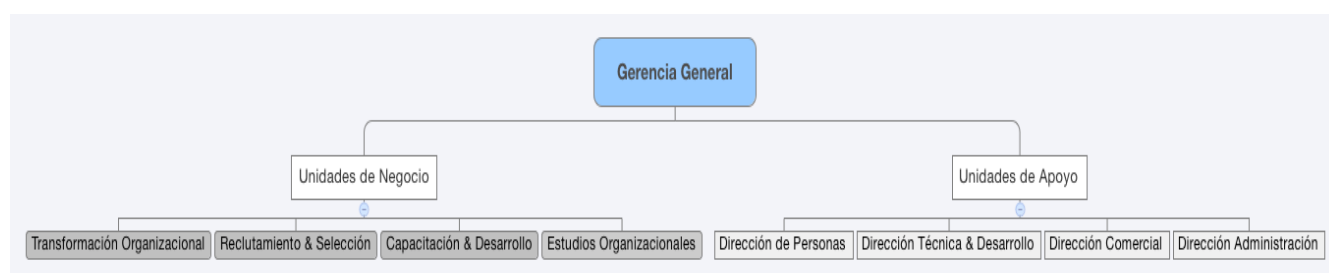 Gerencia General
Unidades de Negocio
Unidades de Apoyo
Transformación Organizacional
Reclutamiento & Selección
Capacitación & Desarrollo
Estudios Organizacionales
Dirección de Personas
Dirección Técnica & Desarrollo
Dirección Comercial
Dirección Administración